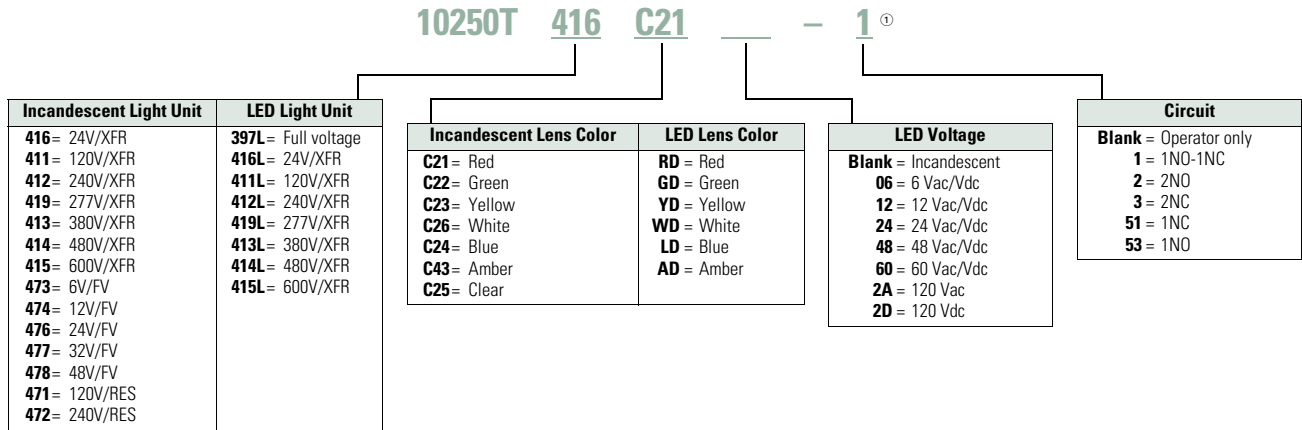 10250T 416 C21 ___ – 1 ①
Incandescent Light Unit
416 = 24V/XFR
411 = 120V/XFR
412 = 240V/XFR
419 = 277V/XFR
413 = 380V/XFR
414 = 480V/XFR
415 = 600V/XFR
473 = 6V/FV
474 = 12V/FV
476 = 24V/FV
477 = 32V/FV
478 = 48V/FV
471 = 120V/RES
472 = 240V/RES
LED Light Unit
397L = Full voltage
416L = 24V/XFR
411L = 120V/XFR
412L = 240V/XFR
419L = 277V/XFR
413L = 380V/XFR
414L = 480V/XFR
415L = 600V/XFR
Incandescent Lens Color
C21 = Red
C22 = Green
C23 = Yellow
C26 = White
C24 = Blue
C43 = Amber
C25 = Clear
LED Lens Color
RD = Red
GD = Green
YD = Yellow
WD = White
LD = Blue
AD = Amber
LED Voltage
Blank = Incandescent
06 = 6 Vac/Vdc
12 = 12 Vac/Vdc
24 = 24 Vac/Vdc
48 = 48 Vac/Vdc
60 = 60 Vac/Vdc
2A = 120 Vac
2D = 120 Vdc
Circuit
Blank = Operator only
1 = 1NO-1NC
2 = 2NO
3 = 2NC
51 = 1NC
53 = 1NO